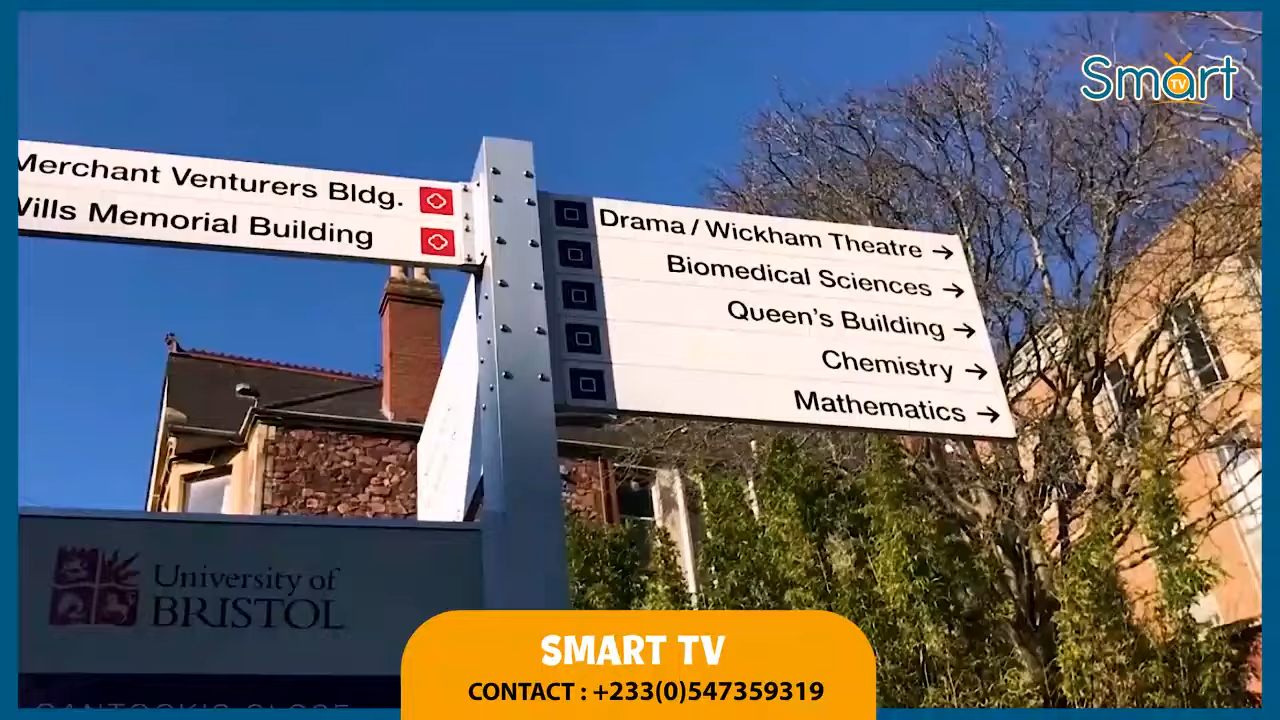 Smart
TV
Merchant Venturers Bldg.
Wills Memorial Building
Drama / Wickham Theatre →
Biomedical Sciences →
Queen's Building →
Chemistry →
Mathematics →
University of
BRISTOL
SMART TV
CONTACT : +233(0)547359319